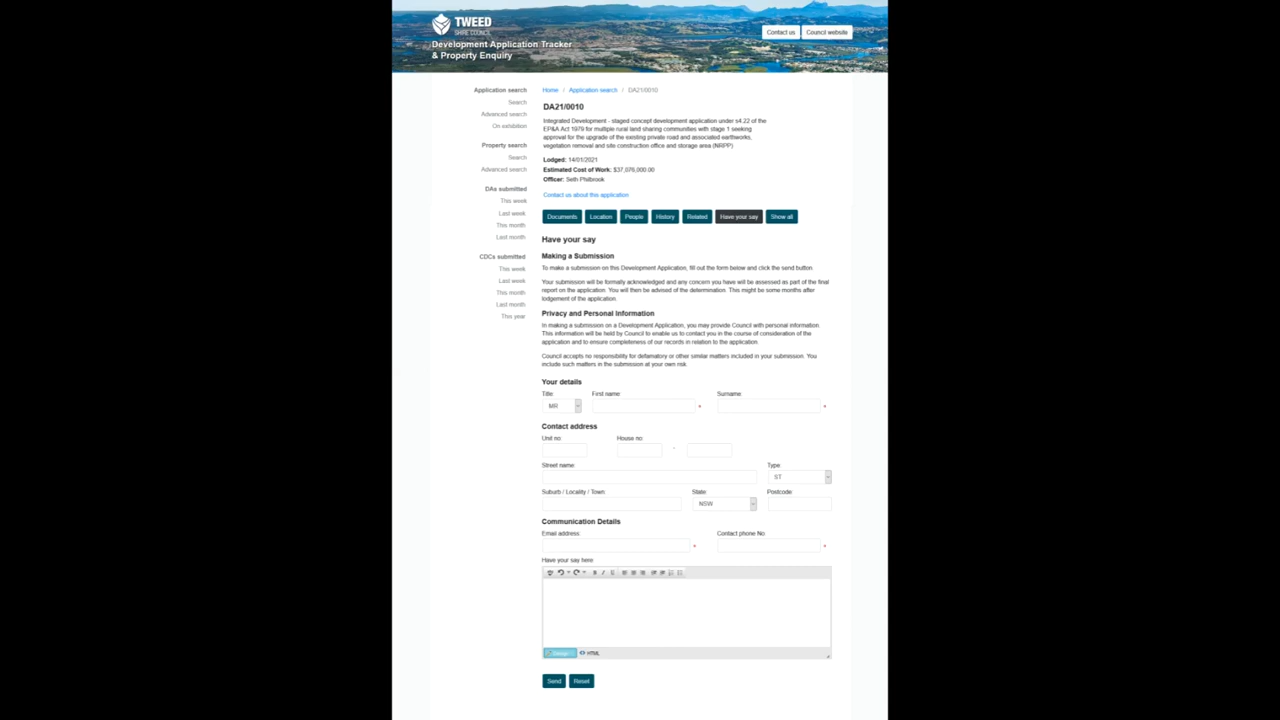 TWEED
SHIRE COUNCIL
Development Application Tracker
& Property Enquiry
Contact us
Council website
Application search
Search
Advanced search
On exhibition
Property search
Search
Advanced search
DAs submitted
This week
Last week
This month
Last month
CDCs submitted
This week
Last week
This month
Last month
This year
Home / Application search / DA21/0010
DA21/0010
Integrated Development - staged concept development application under s4.22 of the
EP&A Act 1979 for multiple rural land sharing communities with stage 1 seeking
approval for the upgrade of the existing private road and associated earthworks,
vegetation removal and site construction office and storage area (NRPP)
Lodged: 14/01/2021
Estimated Cost of Work: $37,076,000.00
Officer: Seth Philbrook
Contact us about this application
Documents Location People History Related Have your say Show all
Have your say
Making a Submission
To make a submission on this Development Application, fill out the form below and click the send button.
Your submission will be formally acknowledged and any concern you have will be assessed as part of the final
report on the application. You will then be advised of the determination. This might be some months after
lodgement of the application.
Privacy and Personal Information
In making a submission on a Development Application, you may provide Council with personal information.
This information will be held by Council to enable us to contact you in the course of consideration of the
application and to ensure completeness of our records in relation to the application.
Council accepts no responsibility for defamatory or other similar matters included in your submission. You
include such matters in the submission at your own risk.
Your details
Title: First name: Surname:
MR * *
Contact address
Unit no: House no:
-
Street name: Type:
ST
Suburb / Locality / Town: State: Postcode:
NSW
Communication Details
Email address: Contact phone No:
* *
Have your say here:
Design HTML
Send Reset